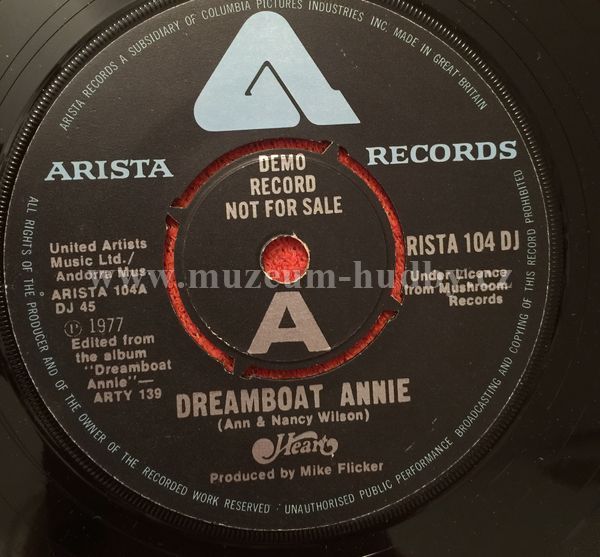 ARISTA RECORDS A SUBSIDIARY OF COLUMBIA PICTURES INDUSTRIES INC. MADE IN GREAT BRITAIN
ARISTA RECORDS
DEMO
RECORD
NOT FOR SALE
United Artists
Music Ltd./
Andorra Mus
ARISTA 104A
DJ 45
℗ 1977
Edited from
the album
"Dreamboat
Annie"—
ARTY 139
RISTA 104 DJ
Under Licence
from Mushroom
Records
A
www.muzeum-hudby.cz
DREAMBOAT ANNIE
(Ann & Nancy Wilson)
Heart
Produced by Mike Flicker
ALL RIGHTS OF THE PRODUCER AND OF THE OWNER OF THE RECORDED WORK RESERVED · UNAUTHORISED PUBLIC PERFORMANCE BROADCASTING AND COPYING OF THIS RECORD PROHIBITED